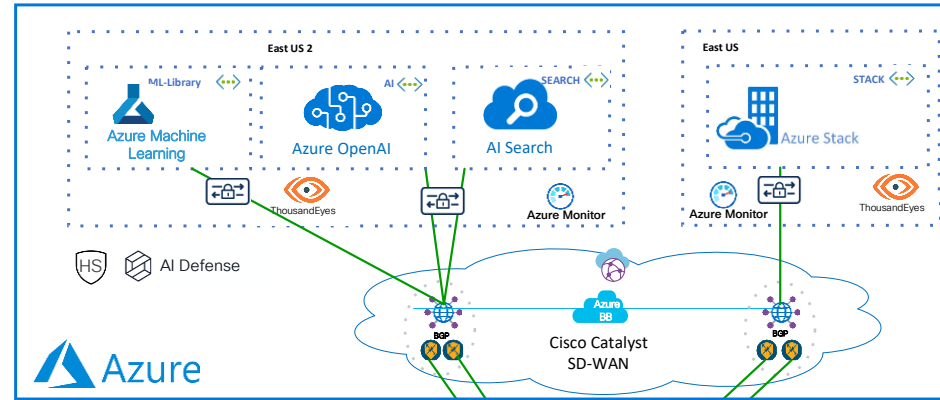 East US 2
East US
ML-Library
AI
SEARCH
STACK
Azure Machine
Learning
Azure OpenAI
AI Search
Azure Stack
ThousandEyes
Azure Monitor
Azure Monitor
ThousandEyes
HS
AI Defense
Azure
BB
BGP
BGP
Cisco Catalyst
SD-WAN
Azure